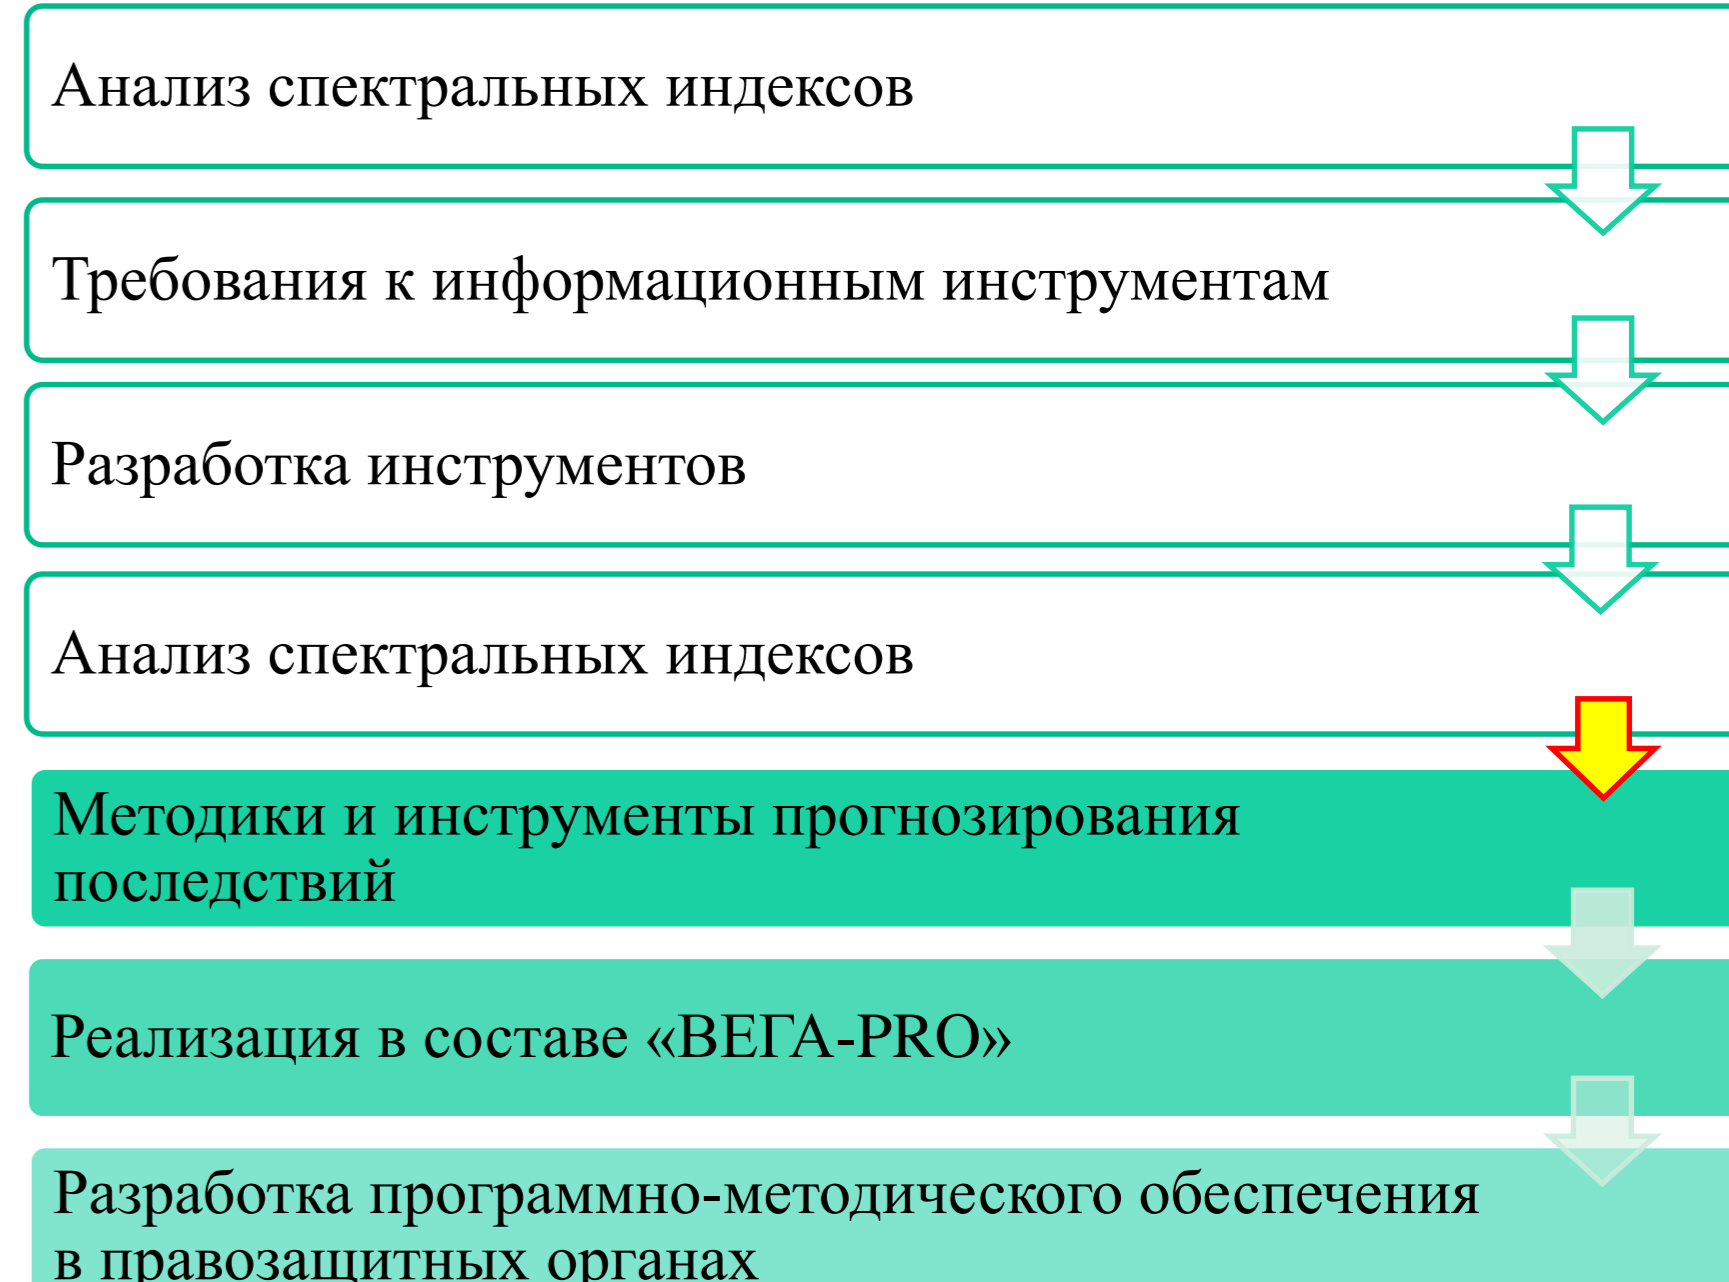 Анализ спектральных индексов
Требования к информационным инструментам
Разработка инструментов
Анализ спектральных индексов
Методики и инструменты прогнозирования
последствий
Реализация в составе «ВЕГА-PRO»
Разработка программно-методического обеспечения
в правозащитных органах